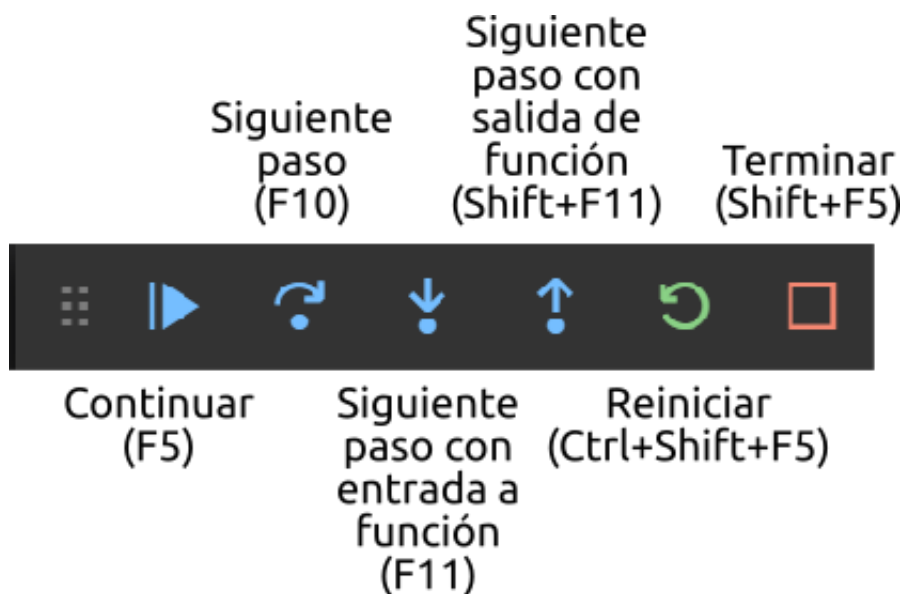 Siguiente
paso
(F10)
Siguiente
paso con
salida de
función
(Shift+F11)
Terminar
(Shift+F5)
Continuar
(F5)
Siguiente
paso con
entrada a
función
(F11)
Reiniciar
(Ctrl+Shift+F5)